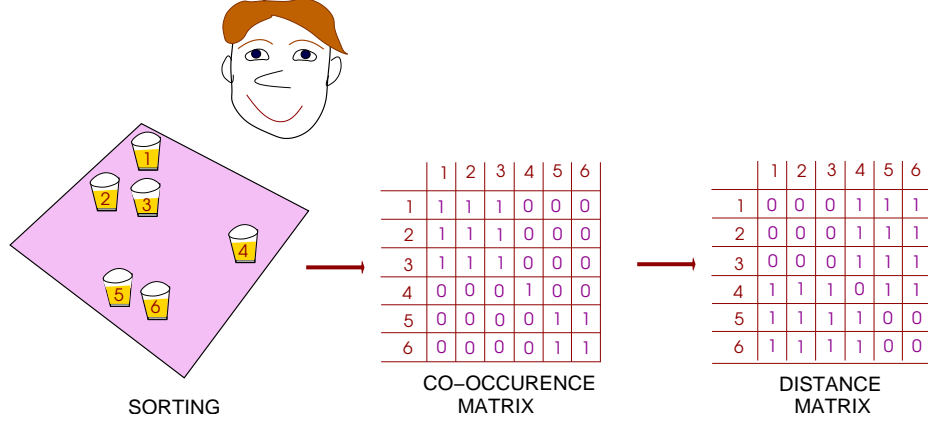 1
2 3
4
5
6
SORTING
1 2 3 4 5 6
1 1 1 1 0 0 0
2 1 1 1 0 0 0
3 1 1 1 0 0 0
4 0 0 0 1 0 0
5 0 0 0 0 1 1
6 0 0 0 0 1 1
CO–OCCURENCE
MATRIX
1 2 3 4 5 6
1 0 0 0 1 1 1
2 0 0 0 1 1 1
3 0 0 0 1 1 1
4 1 1 1 0 1 1
5 1 1 1 1 0 0
6 1 1 1 1 0 0
DISTANCE
MATRIX